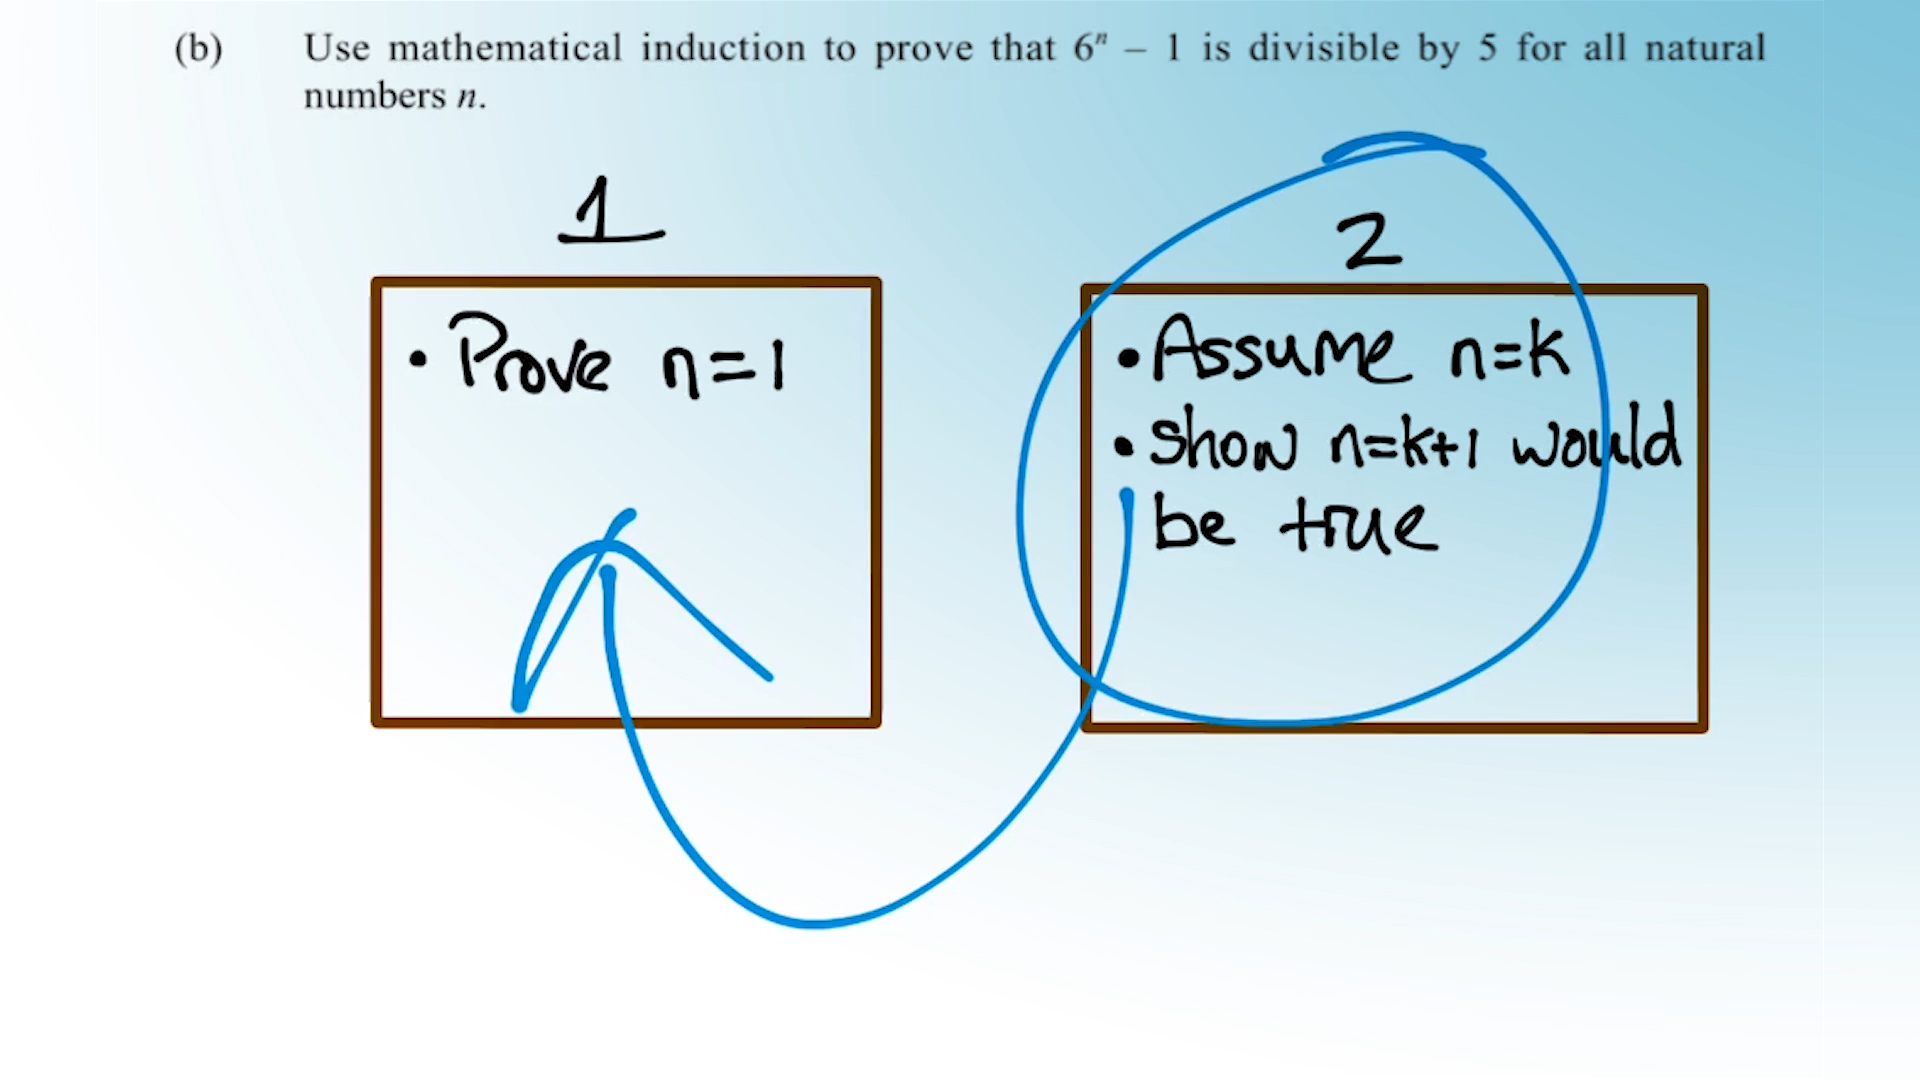 (b) Use mathematical induction to prove that 6ⁿ – 1 is divisible by 5 for all natural
numbers n.
1
• Prove n=1
2
• Assume n=k
• Show n=k+1 would
be true